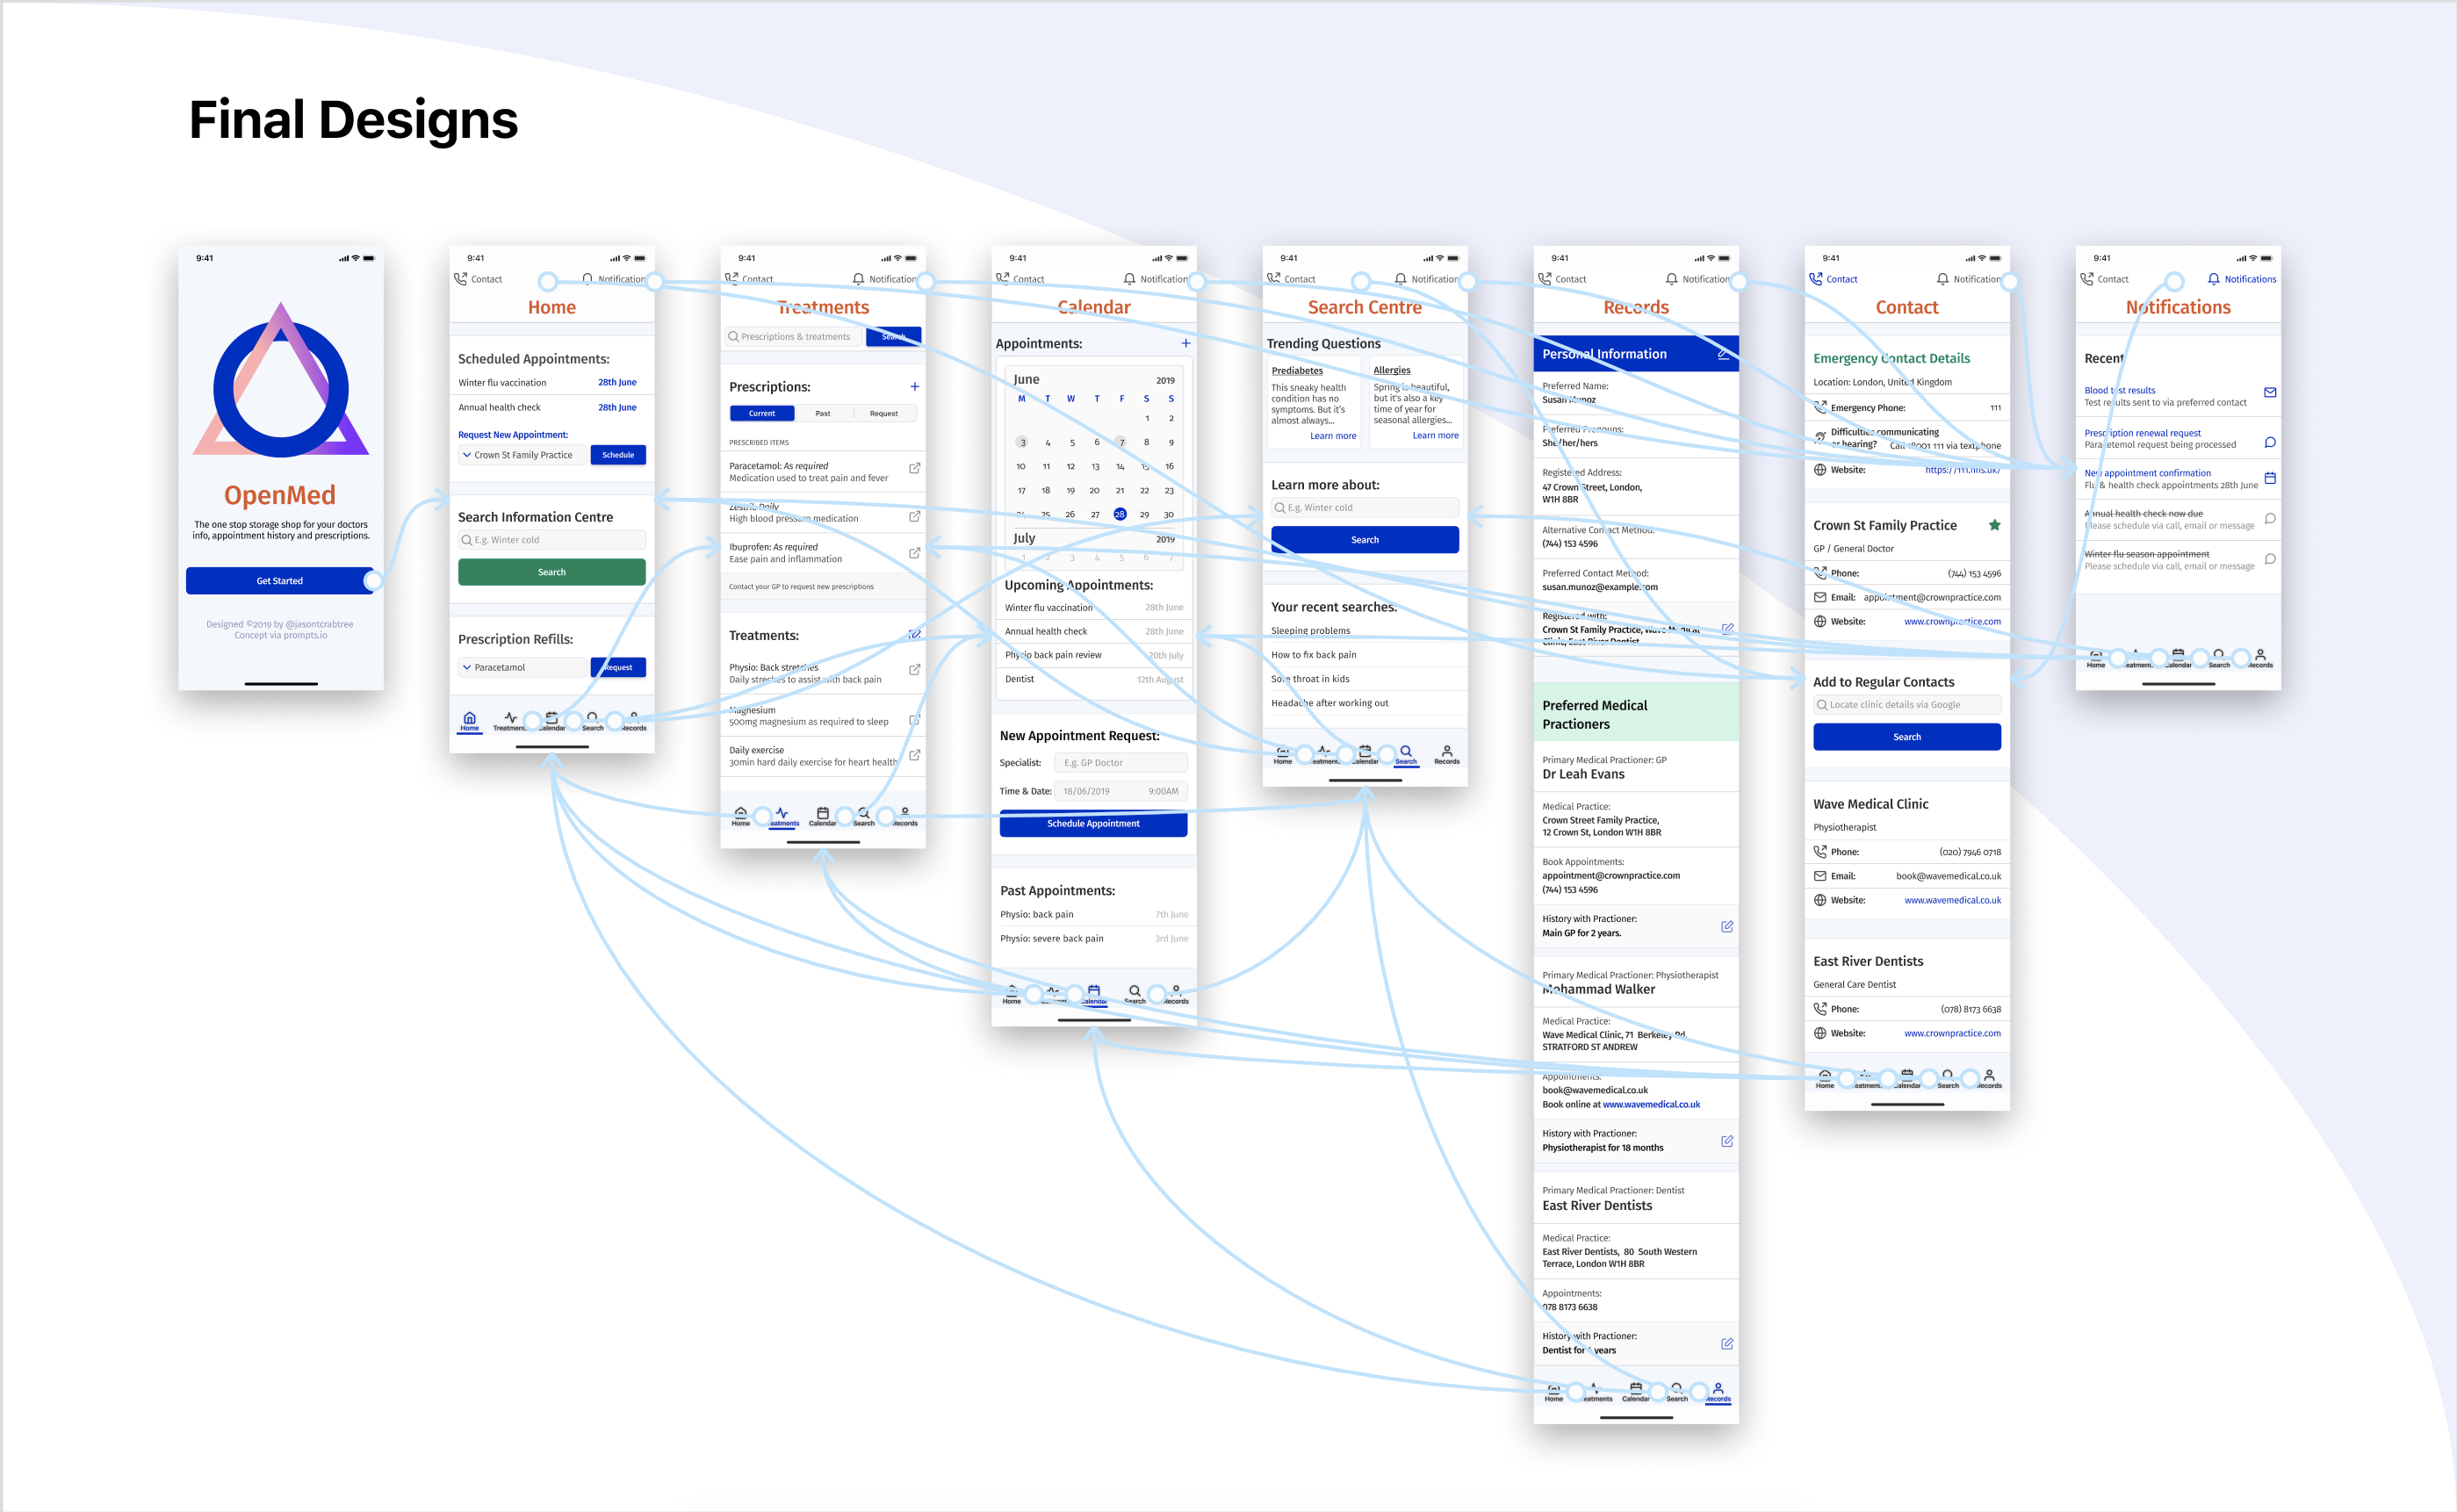 Final Designs
9:41
OpenMed
The one stop storage shop for your doctors
info, appointment history and prescriptions.
Get Started
Designed ©2019 by @jasontcrabtree
Concept via prompts.io
9:41
Contact Notification
Home
Scheduled Appointments:
Winter flu vaccination 28th June
Annual health check 28th June
Request New Appointment:
Crown St Family Practice Schedule
Search Information Centre
E.g. Winter cold
Search
Prescription Refills:
Paracetamol Request
Home Treatments Calendar Search Records
9:41
Contact Notification
Treatments
Prescriptions & treatments Search
Prescriptions:
Current Past Request
PRESCRIBED ITEMS
Paracetamol: As required
Medication used to treat pain and fever
Zestril: Daily
High blood pressure medication
Ibuprofen: As required
Ease pain and inflammation
Contact your GP to request new prescriptions
Treatments:
Physio: Back stretches
Daily streches to assist with back pain
Magnesium
500mg magnesium as required to sleep
Daily exercise
30min hard daily exercise for heart health
Home Treatments Calendar Search Records
9:41
Contact Notification
Calendar
Appointments:
June 2019
M T W T F S S
1 2
3 4 5 6 7 8 9
10 11 12 13 14 15 16
17 18 19 20 21 22 23
24 25 26 27 28 29 30
July 2019
1 2 3 4 5 6 7
Upcoming Appointments:
Winter flu vaccination 28th June
Annual health check 28th June
Physio back pain review 20th July
Dentist 12th August
New Appointment Request:
Specialist: E.g. GP Doctor
Time & Date: 18/06/2019 9:00AM
Schedule Appointment
Past Appointments:
Physio: back pain 7th June
Physio: severe back pain 3rd June
Home Calendar Search Records
9:41
Contact Notification
Search Centre
Trending Questions
Prediabetes
This sneaky health
condition has no
symptoms. But it's
almost always...
Learn more
Allergies
Spring is beautiful,
but it's also a key
time of year for
seasonal allergies...
Learn more
Learn more about:
E.g. Winter cold
Search
Your recent searches:
Sleeping problems
How to fix back pain
Sore throat in kids
Headache after working out
Home Treatments Calendar Search Records
9:41
Contact Notification
Records
Personal Information
Preferred Name:
Susan Munoz
Preferred Pronouns:
She/her/hers
Registered Address:
47 Crown Street, London,
W1H 8BR
Alternative Contact Method:
(744) 153 4596
Preferred Contact Method:
susan.munoz@example.com
Registered with:
Crown St Family Practice, Wave Medical
Clinic, East River Dentist
Preferred Medical
Practioners
Primary Medical Practioner: GP
Dr Leah Evans
Medical Practice:
Crown Street Family Practice,
12 Crown St, London W1H 8BR
Book Appointments:
appointment@crownpractice.com
(744) 153 4596
History with Practioner:
Main GP for 2 years.
Primary Medical Practioner: Physiotherapist
Mohammad Walker
Medical Practice:
Wave Medical Clinic, 71 Berkeley Rd.
STRATFORD ST ANDREW
Appointments:
book@wavemedical.co.uk
Book online at www.wavemedical.co.uk
History with Practioner:
Physiotherapist for 18 months
Primary Medical Practioner: Dentist
East River Dentists
Medical Practice:
East River Dentists, 80 South Western
Terrace, London W1H 8BR
Appointments:
078 8173 6638
History with Practioner:
Dentist for years
Home Treatments Calendar Search Records
9:41
Contact Notification
Contact
Emergency Contact Details
Location: London, United Kingdom
Emergency Phone: 111
Difficulties communicating
or hearing? Call 18001 111 via textphone
Website: https://111.nhs.uk/
Crown St Family Practice
GP / General Doctor
Phone: (744) 153 4596
Email: appointment@crownpractice.com
Website: www.crownpractice.com
Add to Regular Contacts
Locate clinic details via Google
Search
Wave Medical Clinic
Physiotherapist
Phone: (020) 7946 0718
Email: book@wavemedical.co.uk
Website: www.wavemedical.co.uk
East River Dentists
General Care Dentist
Phone: (078) 8173 6638
Website: www.crownpractice.com
Home Treatments Calendar Search Records
9:41
Contact Notifications
Notifications
Recent
Blood test results
Test results sent to via preferred contact
Prescription renewal request
Paracetemol request being processed
New appointment confirmation
Flu & health check appointments 28th June
Annual health check now due
Please schedule via call, email or message
Winter flu season appointment
Please schedule via call, email or message
Home Treatments Calendar Search Records